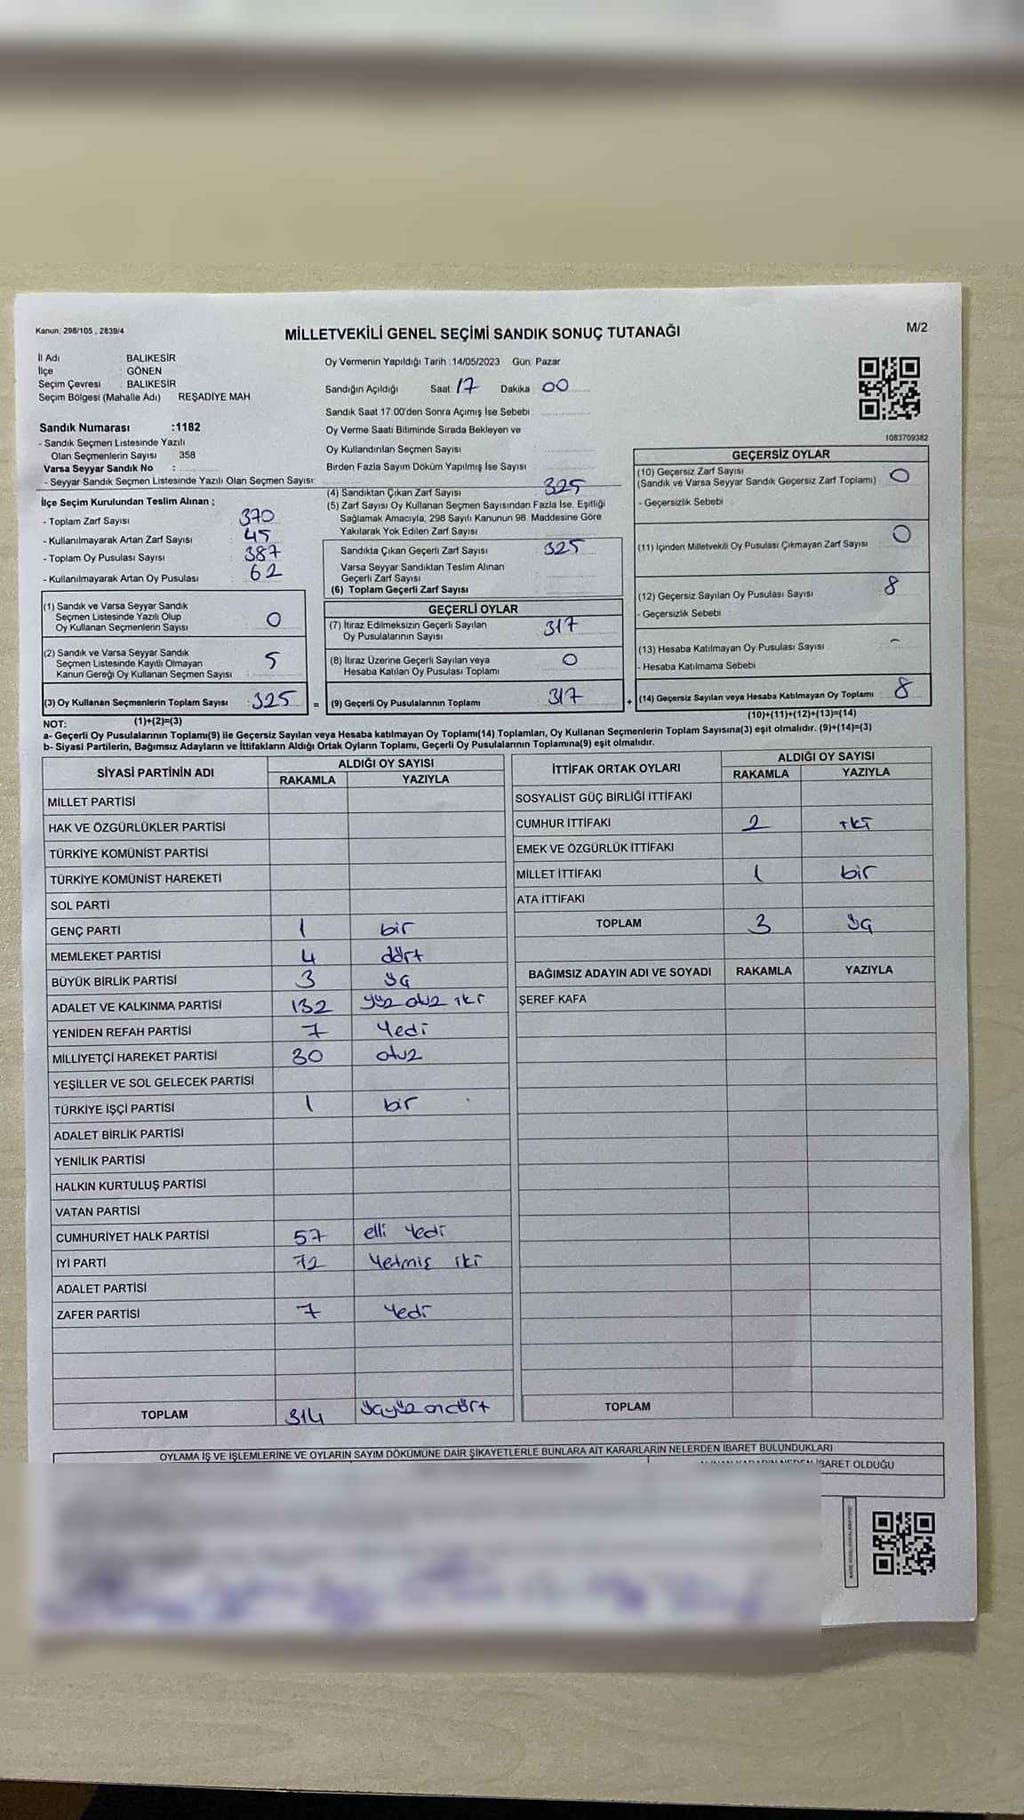 Kanun: 298/105 , 2839/4
MİLLETVEKİLİ GENEL SEÇİMİ SANDIK SONUÇ TUTANAĞI
M/2
İl Adı BALIKESİR
İlçe : GÖNEN
Seçim Çevresi : BALIKESİR
Seçim Bölgesi (Mahalle Adı) REŞADİYE MAH
Sandık Numarası :1182
- Sandık Seçmen Listesinde Yazılı
Olan Seçmenlerin Sayısı 358
Varsa Seyyar Sandık No :
- Seyyar Sandık Seçmen Listesinde Yazılı Olan Seçmen Sayısı:
Oy Vermenin Yapıldığı Tarih : 14/05/2023 Gün: Pazar
Sandığın Açıldığı Saat 17 Dakika 00
Sandık Saat 17:00'den Sonra Açımış İse Sebebi
Oy Verme Saati Bitiminde Sırada Bekleyen ve
Oy Kullandırılan Seçmen Sayısı
Birden Fazla Sayım Döküm Yapılmış İse Sayısı
1083709382
İlçe Seçim Kurulundan Teslim Alınan ;
- Toplam Zarf Sayısı 370
- Kullanılmayarak Artan Zarf Sayısı 45
- Toplam Oy Pusulası Sayısı 387
- Kullanılmayarak Artan Oy Pusulası 62
(1) Sandık ve Varsa Seyyar Sandık
Seçmen Listesinde Yazılı Olup
Oy Kullanan Seçmenlerin Sayısı 0
(2) Sandık ve Varsa Seyyar Sandık
Seçmen Listesinde Kayıtlı Olmayan
Kanun Gereği Oy Kullanan Seçmen Sayısı 5
(3) Oy Kullanan Seçmenlerin Toplam Sayısı 325 =
(4) Sandıktan Çıkan Zarf Sayısı 325
(5) Zarf Sayısı Oy Kullanan Seçmen Sayısından Fazla İse, Eşitliği
Sağlamak Amacıyla, 298 Sayılı Kanunun 98. Maddesine Göre
Yakılarak Yok Edilen Zarf Sayısı
Sandıkta Çıkan Geçerli Zarf Sayısı 325
Varsa Seyyar Sandıktan Teslim Alınan
Geçerli Zarf Sayısı
(6) Toplam Geçerli Zarf Sayısı
GEÇERLİ OYLAR
(7) İtiraz Edilmeksizin Geçerli Sayılan
Oy Pusulalarının Sayısı 317
(8) İtiraz Üzerine Geçerli Sayılan veya
Hesaba Katılan Oy Pusulası Toplamı 0
(9) Geçerli Oy Pusulalarının Toplamı 317 +
GEÇERSİZ OYLAR
(10) Geçersiz Zarf Sayısı
(Sandık ve Varsa Seyyar Sandık Geçersiz Zarf Toplamı) 0
- Geçersizlik Sebebi :
(11) İçinden Milletvekili Oy Pusulası Çıkmayan Zarf Sayısı 0
(12) Geçersiz Sayılan Oy Pusulası Sayısı 8
- Geçersizlik Sebebi :
(13) Hesaba Katılmayan Oy Pusulası Sayısı -
- Hesaba Katılmama Sebebi
(14) Geçersiz Sayılan veya Hesaba Katılmayan Oy Toplamı 8
NOT: (1)+(2)=(3)
(10)+(11)+(12)+(13)=(14)
a- Geçerli Oy Pusulalarının Toplamı(9) ile Geçersiz Sayılan veya Hesaba katılmayan Oy Toplamı(14) Toplamları, Oy Kullanan Seçmenlerin Toplam Sayısına(3) eşit olmalıdır. (9)+(14)=(3)
b- Siyasi Partilerin, Bağımsız Adayların ve İttifakların Aldığı Ortak Oyların Toplamı, Geçerli Oy Pusulalarının Toplamına(9) eşit olmalıdır.
SİYASİ PARTİNİN ADI ALDIĞI OY SAYISI
RAKAMLA YAZIYLA
MİLLET PARTİSİ
HAK VE ÖZGÜRLÜKLER PARTİSİ
TÜRKİYE KOMÜNİST PARTİSİ
TÜRKİYE KOMÜNİST HAREKETİ
SOL PARTİ
GENÇ PARTİ 1 bir
MEMLEKET PARTİSİ 4 dört
BÜYÜK BİRLİK PARTİSİ 3 üç
ADALET VE KALKINMA PARTİSİ 132 yüz otuz iki
YENİDEN REFAH PARTİSİ 7 Yedi
MİLLİYETÇİ HAREKET PARTİSİ 30 otuz
YEŞİLLER VE SOL GELECEK PARTİSİ
TÜRKİYE İŞÇİ PARTİSİ 1 bir
ADALET BİRLİK PARTİSİ
YENİLİK PARTİSİ
HALKIN KURTULUŞ PARTİSİ
VATAN PARTİSİ
CUMHURİYET HALK PARTİSİ 57 elli Yedi
İYİ PARTİ 72 Yetmiş iki
ADALET PARTİSİ
ZAFER PARTİSİ 7 Yedi
TOPLAM 314 üçyüz ondört
İTTİFAK ORTAK OYLARI ALDIĞI OY SAYISI
RAKAMLA YAZIYLA
SOSYALİST GÜÇ BİRLİĞİ İTTİFAKI
CUMHUR İTTİFAKI 2 iki
EMEK VE ÖZGÜRLÜK İTTİFAKI
MİLLET İTTİFAKI 1 bir
ATA İTTİFAKI
TOPLAM 3 üç
BAĞIMSIZ ADAYIN ADI VE SOYADI RAKAMLA YAZIYLA
ŞEREF KAFA
TOPLAM
OYLAMA İŞ VE İŞLEMLERİNE VE OYLARIN SAYIM DÖKÜMÜNE DAİR ŞİKAYETLERLE BUNLARA AİT KARARLARIN NELERDEN İBARET BULUNDUKLARI
İBARET OLDUĞU